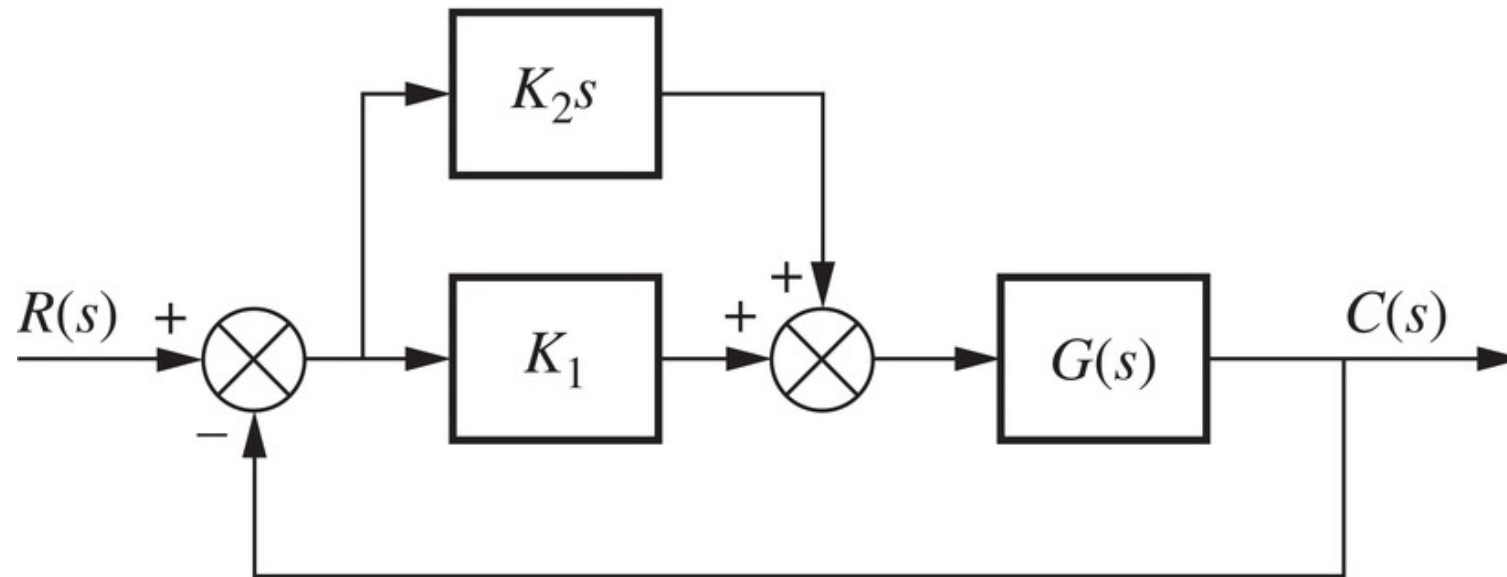 K₂s
R(s)
+
−
K₁
+
+
G(s)
C(s)